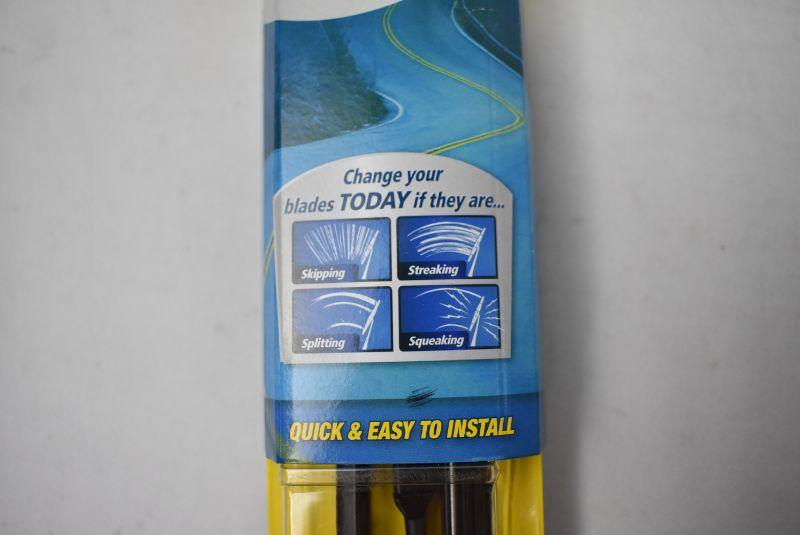 Change your
blades TODAY if they are...
Skipping
Streaking
Splitting
Squeaking
QUICK & EASY TO INSTALL